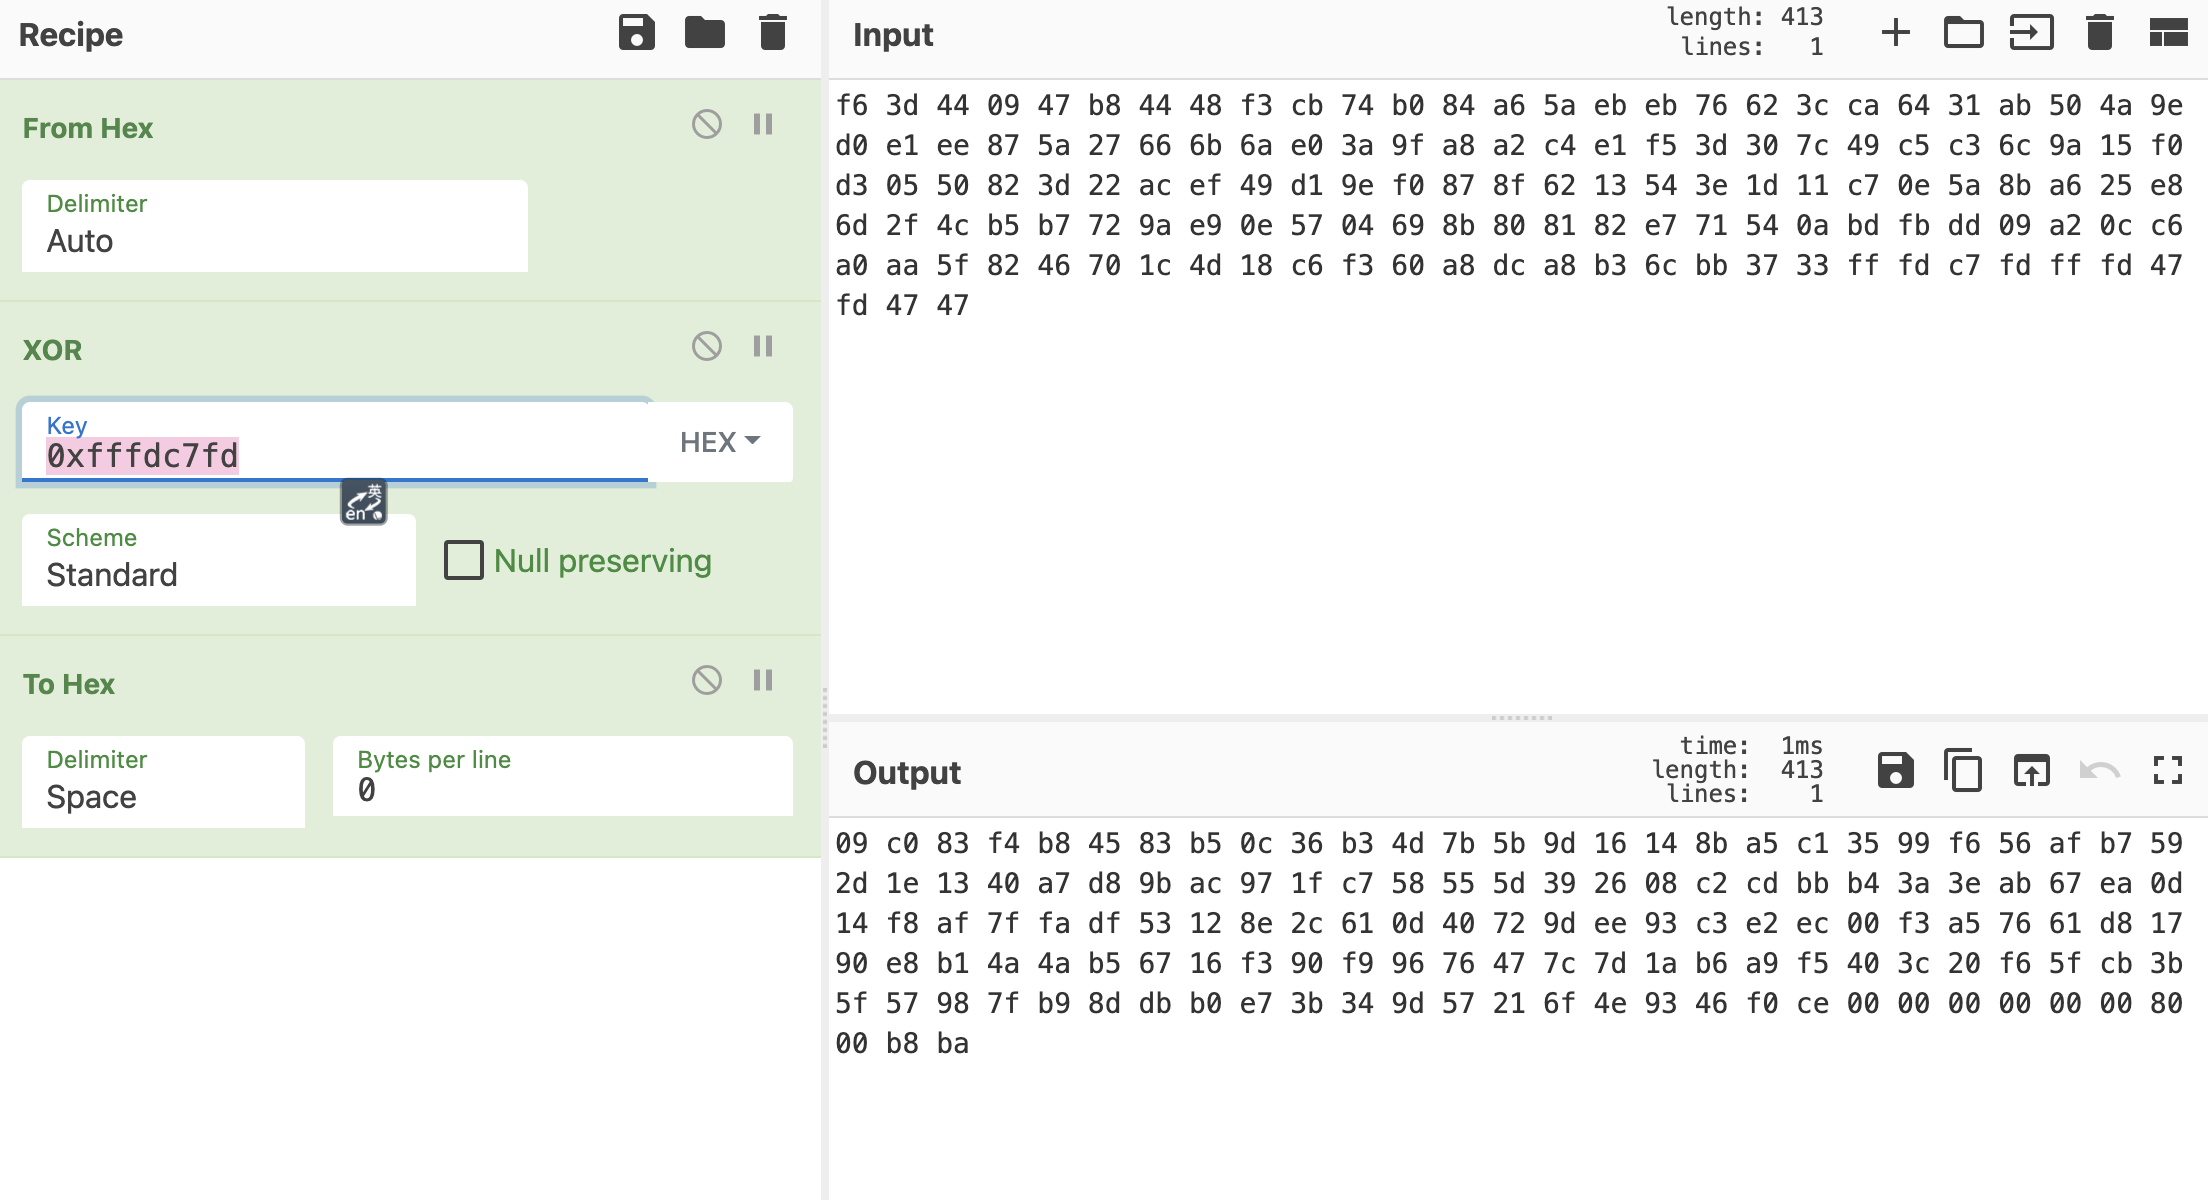 Recipe
From Hex
Delimiter
Auto
XOR
Key
0xfffdc7fd
HEX
英
en
Scheme
Standard
Null preserving
To Hex
Delimiter
Space
Bytes per line
0
Input
length: 413
lines: 1
f6 3d 44 09 47 b8 44 48 f3 cb 74 b0 84 a6 5a eb eb 76 62 3c ca 64 31 ab 50 4a 9e
d0 e1 ee 87 5a 27 66 6b 6a e0 3a 9f a8 a2 c4 e1 f5 3d 30 7c 49 c5 c3 6c 9a 15 f0
d3 05 50 82 3d 22 ac ef 49 d1 9e f0 87 8f 62 13 54 3e 1d 11 c7 0e 5a 8b a6 25 e8
6d 2f 4c b5 b7 72 9a e9 0e 57 04 69 8b 80 81 82 e7 71 54 0a bd fb dd 09 a2 0c c6
a0 aa 5f 82 46 70 1c 4d 18 c6 f3 60 a8 dc a8 b3 6c bb 37 33 ff fd c7 fd ff fd 47
fd 47 47
Output
time: 1ms
length: 413
lines: 1
09 c0 83 f4 b8 45 83 b5 0c 36 b3 4d 7b 5b 9d 16 14 8b a5 c1 35 99 f6 56 af b7 59
2d 1e 13 40 a7 d8 9b ac 97 1f c7 58 55 5d 39 26 08 c2 cd bb b4 3a 3e ab 67 ea 0d
14 f8 af 7f fa df 53 12 8e 2c 61 0d 40 72 9d ee 93 c3 e2 ec 00 f3 a5 76 61 d8 17
90 e8 b1 4a 4a b5 67 16 f3 90 f9 96 76 47 7c 7d 1a b6 a9 f5 40 3c 20 f6 5f cb 3b
5f 57 98 7f b9 8d db b0 e7 3b 34 9d 57 21 6f 4e 93 46 f0 ce 00 00 00 00 00 00 80
00 b8 ba